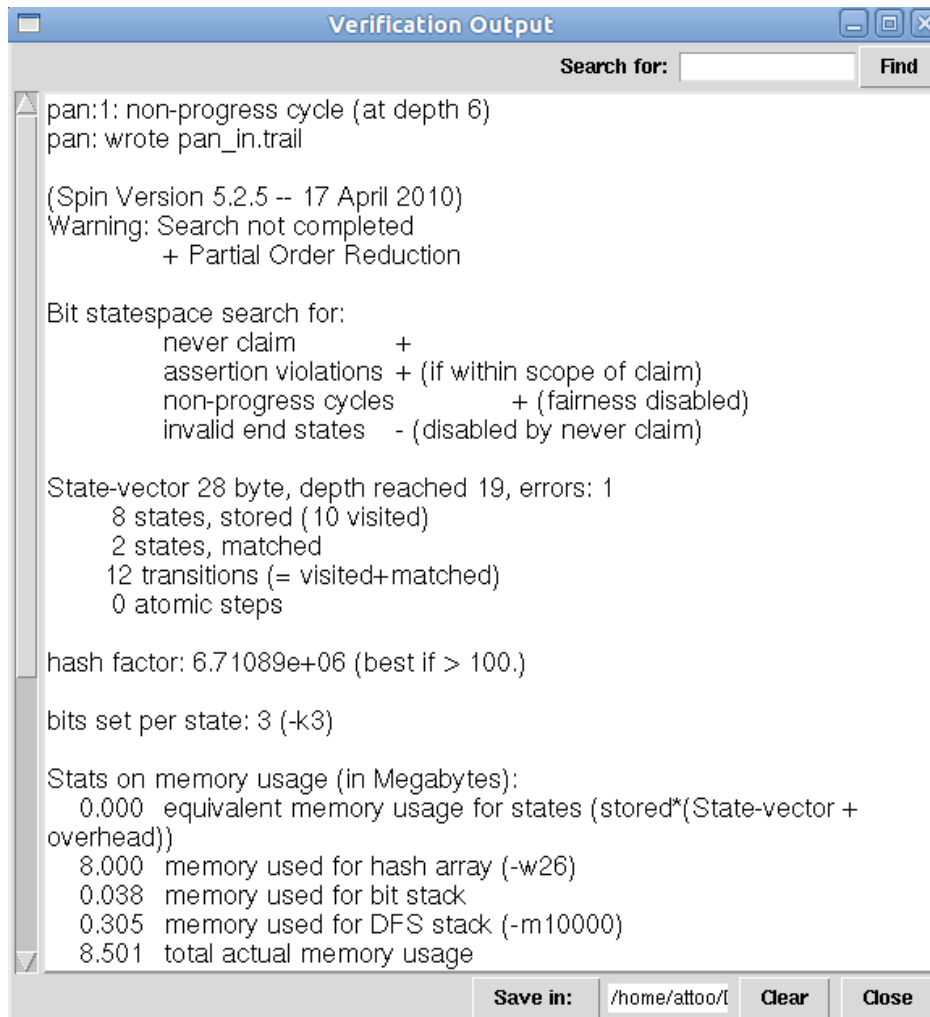 Verification Output
Search for:
Find
pan:1: non-progress cycle (at depth 6)
pan: wrote pan_in.trail
(Spin Version 5.2.5 -- 17 April 2010)
Warning: Search not completed
+ Partial Order Reduction
Bit statespace search for:
never claim +
assertion violations + (if within scope of claim)
non-progress cycles + (fairness disabled)
invalid end states - (disabled by never claim)
State-vector 28 byte, depth reached 19, errors: 1
8 states, stored (10 visited)
2 states, matched
12 transitions (= visited+matched)
0 atomic steps
hash factor: 6.71089e+06 (best if > 100.)
bits set per state: 3 (-k3)
Stats on memory usage (in Megabytes):
0.000 equivalent memory usage for states (stored*(State-vector +
overhead))
8.000 memory used for hash array (-w26)
0.038 memory used for bit stack
0.305 memory used for DFS stack (-m10000)
8.501 total actual memory usage
Save in:
/home/attoo/
Clear
Close